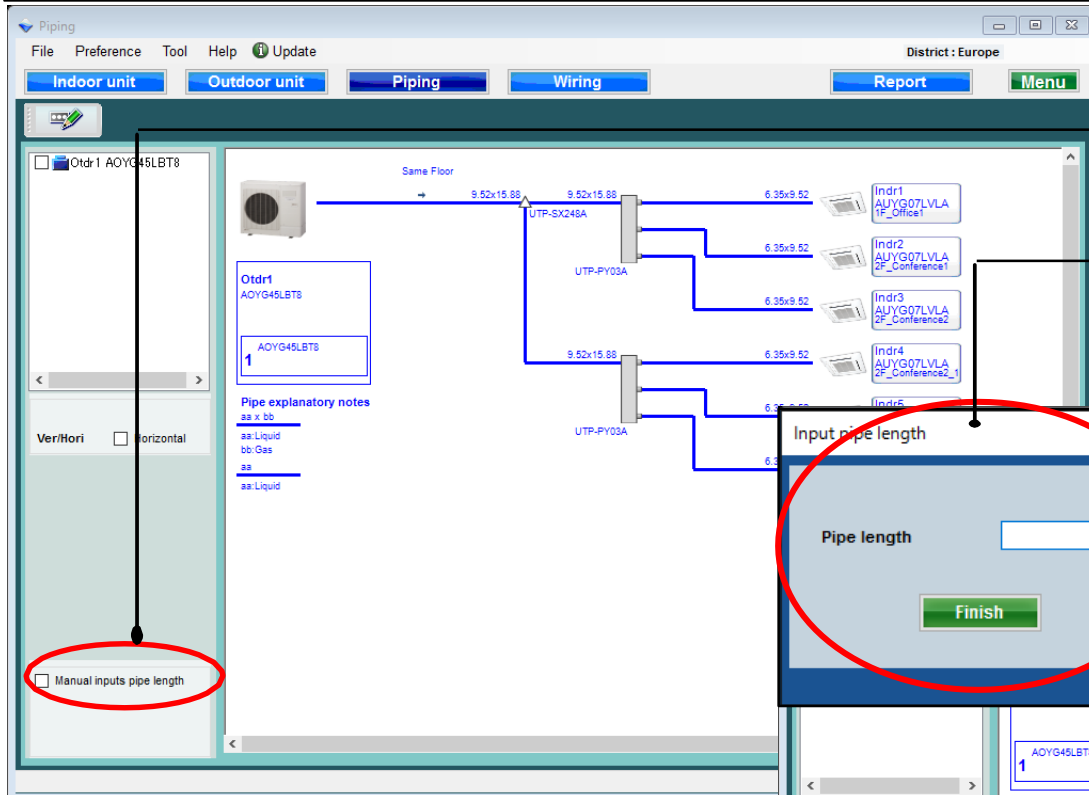 Piping
File Preference Tool Help Update District : Europe
Indoor unit Outdoor unit Piping Wiring Report Menu
Otdr1 AOYG45LBT8
Same Floor
9.52x15.88 9.52x15.88 6.35x9.52
UTP-SX248A
Indr1
AUYG07LVLA
1F_Office1
6.35x9.52
UTP-PY03A
Indr2
AUYG07LVLA
2F_Conference1
Otdr1
AOYG45LBT8
6.35x9.52
Indr3
AUYG07LVLA
2F_Conference2
AOYG45LBT8
1
9.52x15.88 6.35x9.52
Indr4
AUYG07LVLA
2F_Conference2_1
Pipe explanatory notes
aa x bb
aa:Liquid
bb:Gas
aa
aa:Liquid
UTP-PY03A
Indr5
Ver/Hori Horizontal
Input pipe length
Pipe length
Finish
Manual inputs pipe length
AOYG45LBT
1